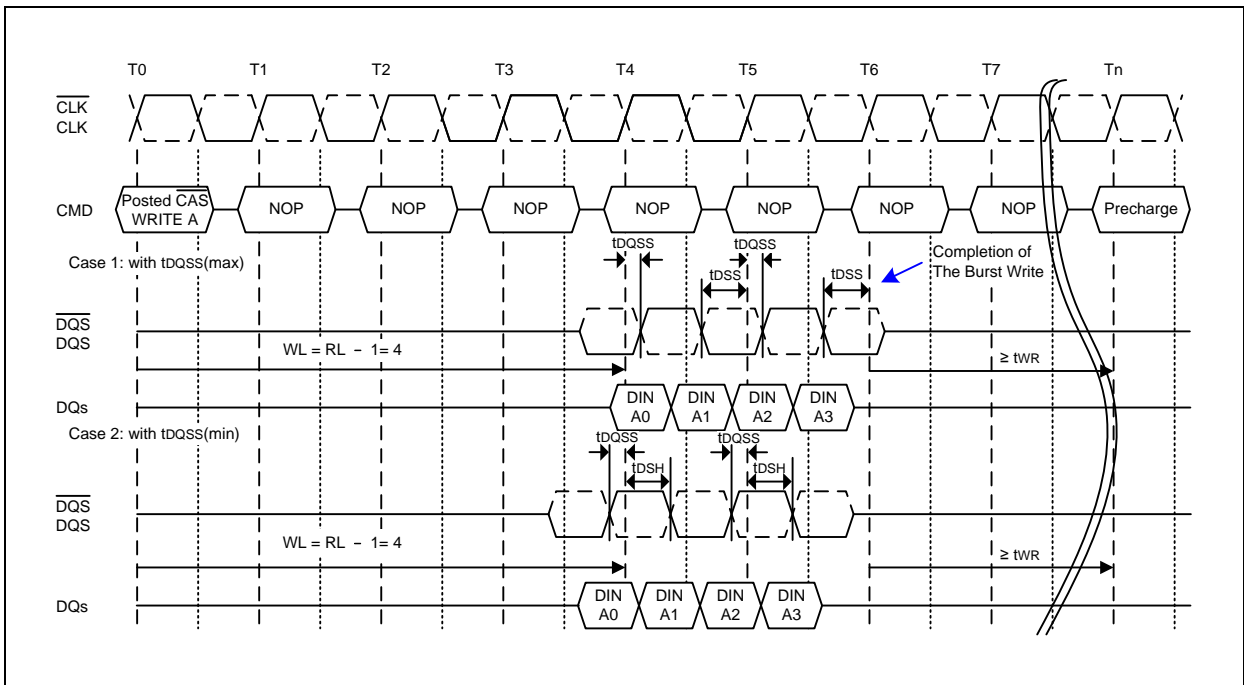 T0 T1 T2 T3 T4 T5 T6 T7 Tn
CLK
CLK
CMD
Posted CAS
WRITE A
NOP NOP NOP NOP NOP NOP NOP Precharge
Case 1: with tDQSS(max)
tDQSS tDQSS
tDSS tDSS
Completion of
The Burst Write
DQS
DQS
WL = RL - 1= 4
≥ tWR
DQs
DIN
A0
DIN
A1
DIN
A2
DIN
A3
Case 2: with tDQSS(min)
tDQSS tDQSS
tDSH tDSH
DQS
DQS
WL = RL - 1= 4
≥ tWR
DQs
DIN
A0
DIN
A1
DIN
A2
DIN
A3